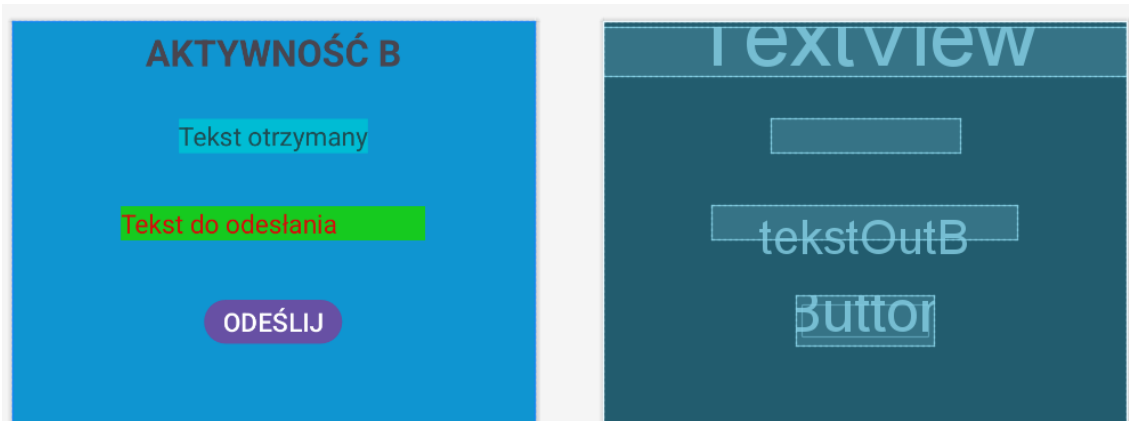 AKTYWNOŚĆ B
Tekst otrzymany
Tekst do odesłania
ODEŚLIJ
TextView
tekstOutB
Button